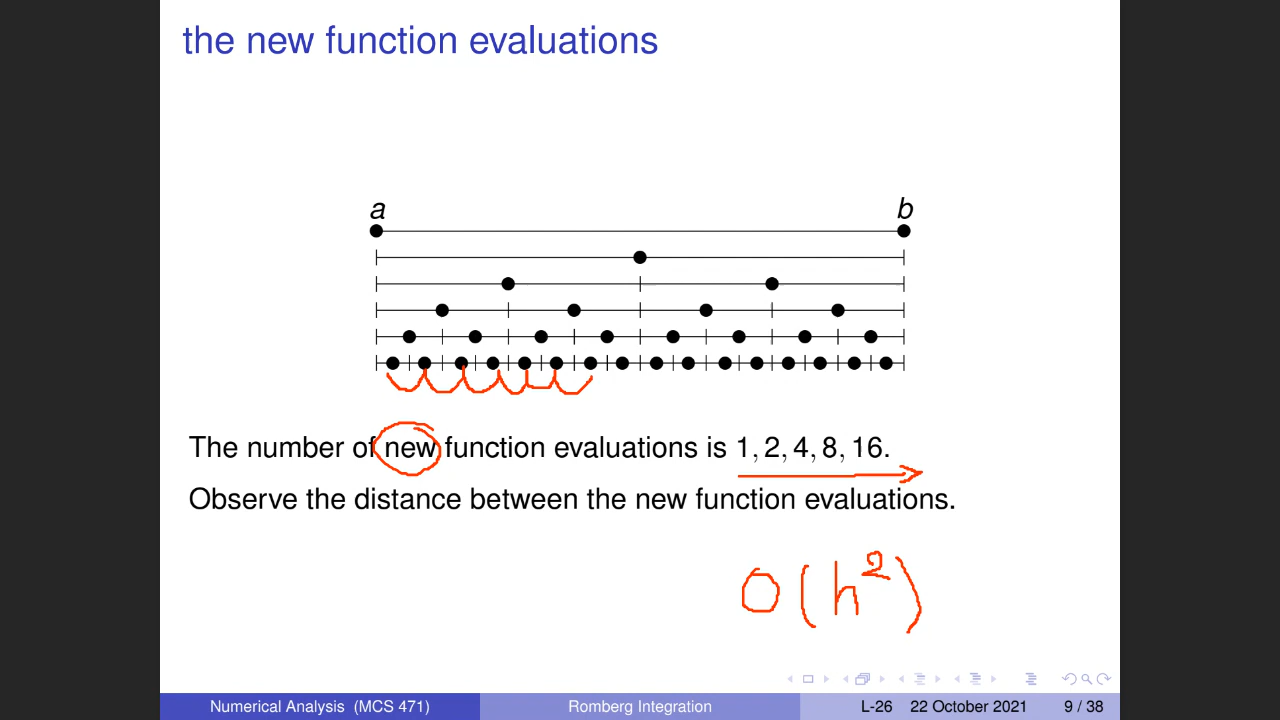 the new function evaluations
a b
The number of new function evaluations is 1, 2, 4, 8, 16.
Observe the distance between the new function evaluations.
O(h²)
Numerical Analysis (MCS 471) Romberg Integration L-26 22 October 2021 9 / 38